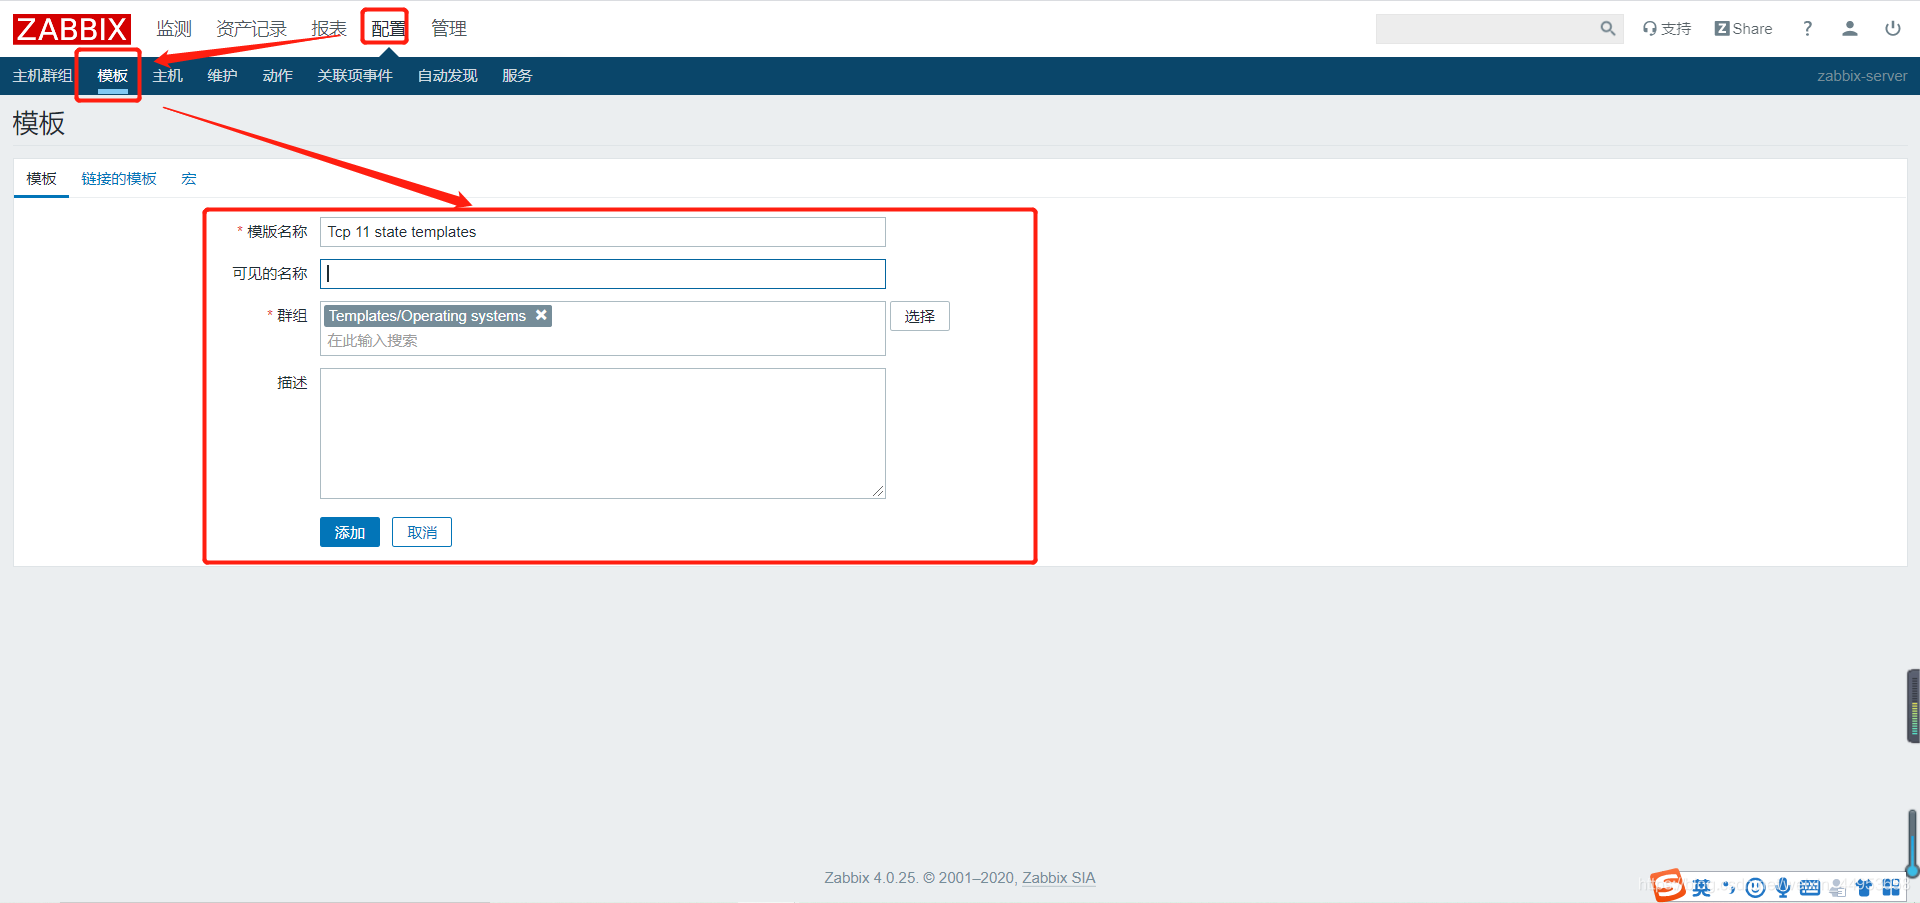 ZABBIX 监测 资产记录 报表 配置 管理 支持 Z Share ?
主机群组 模板 主机 维护 动作 关联项事件 自动发现 服务 zabbix-server
模板
模板 链接的模板 宏
* 模版名称 Tcp 11 state templates
可见的名称
* 群组 Templates/Operating systems 选择
在此输入搜索
描述
添加 取消
Zabbix 4.0.25. © 2001–2020, Zabbix SIA
S 英